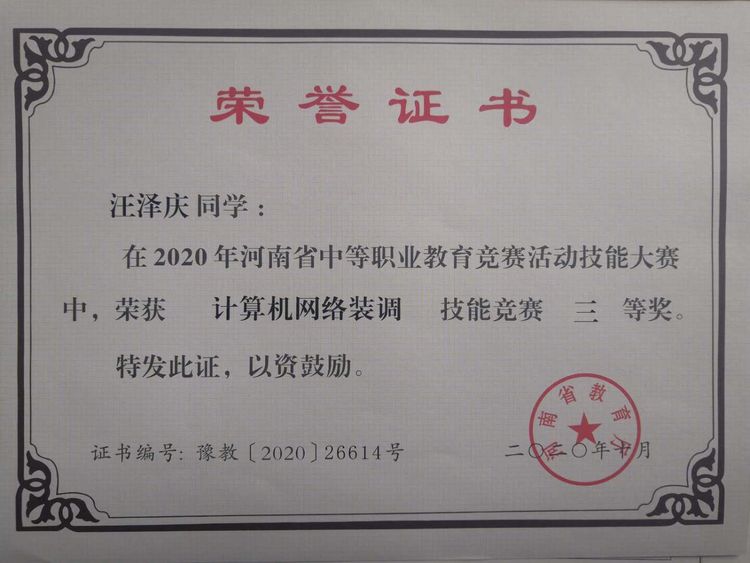 荣誉证书
汪泽庆 同学：
在2020年河南省中等职业教育竞赛活动技能大赛
中，荣获 计算机网络装调 技能竞赛 三 等奖。
特发此证，以资鼓励。
河南省教育厅
证书编号：豫教〔2020〕26614号
二〇二〇年十月